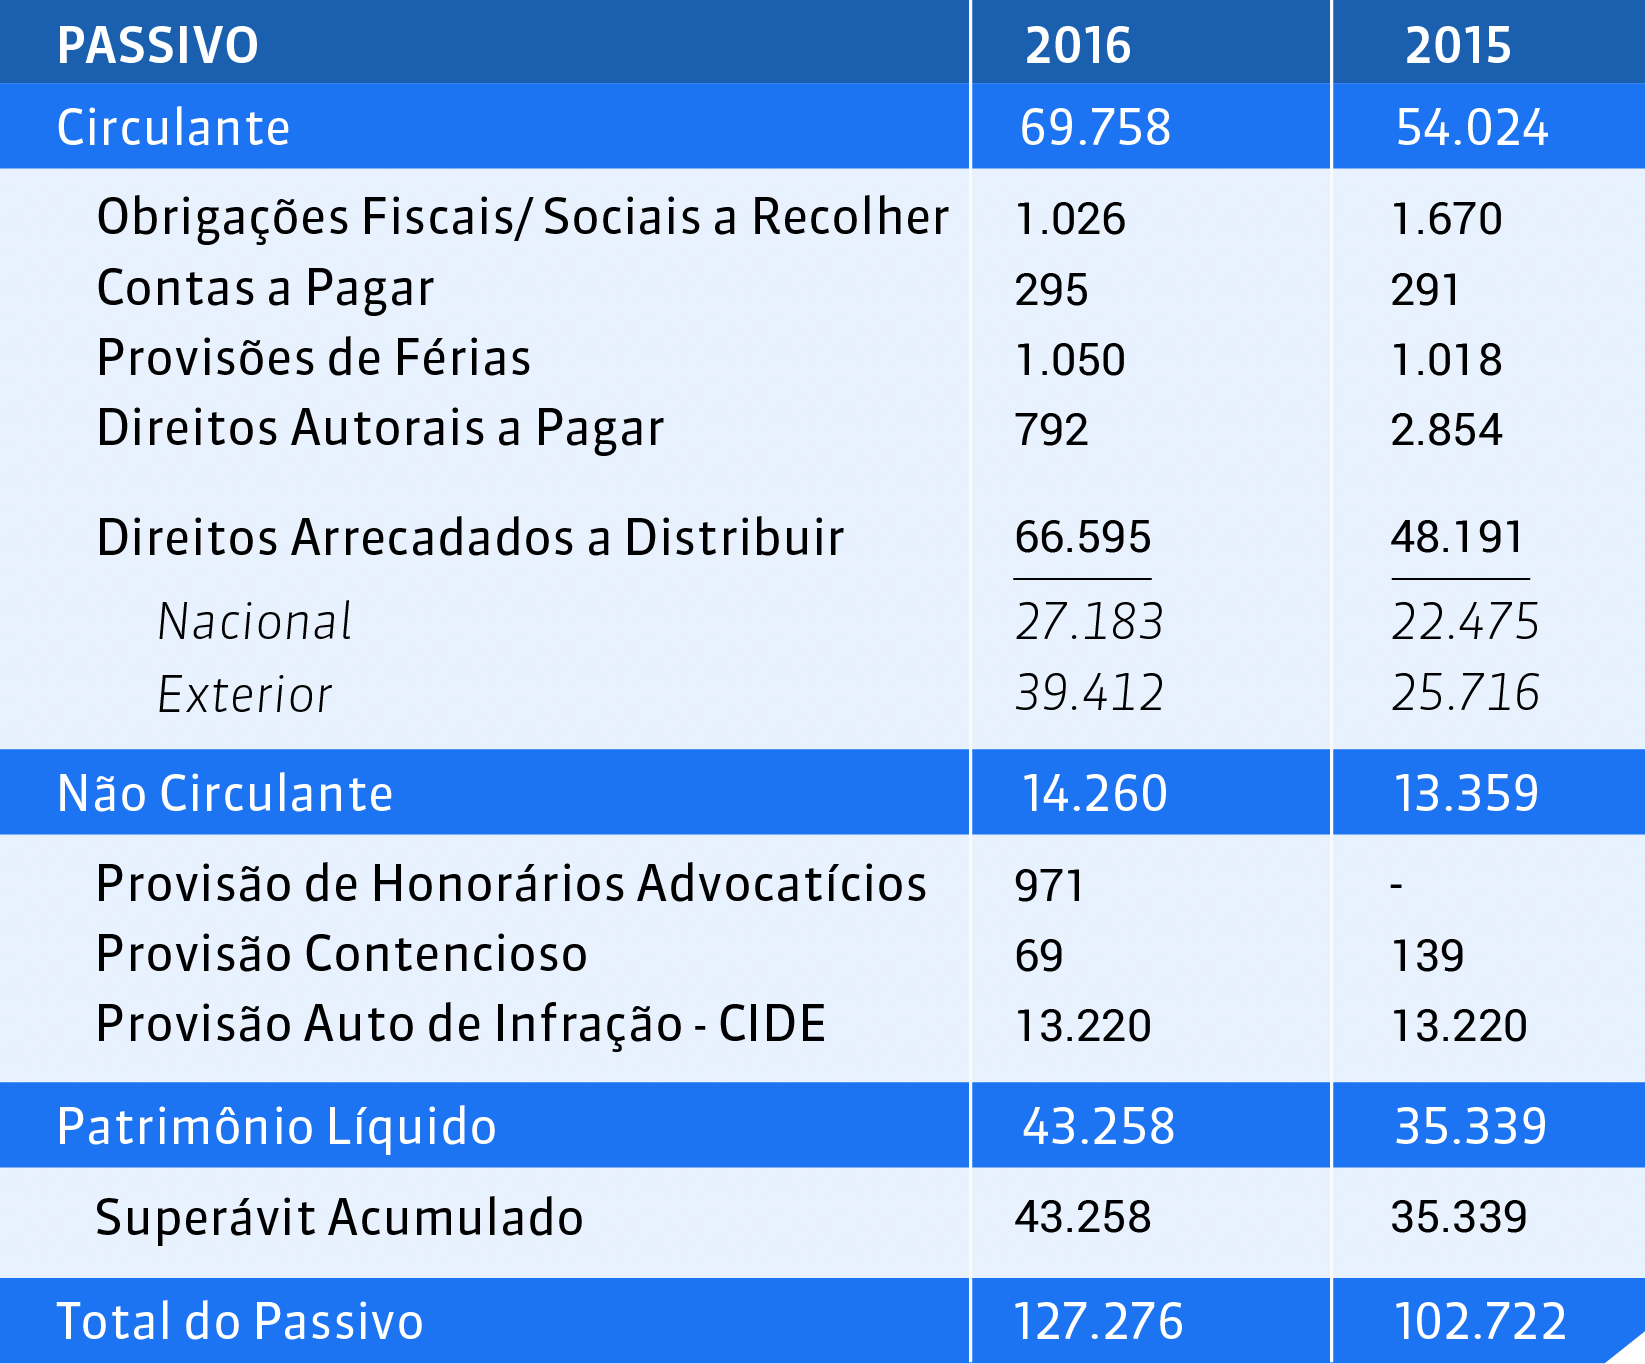 PASSIVO 2016 2015
Circulante 69.758 54.024
Obrigações Fiscais/ Sociais a Recolher 1.026 1.670
Contas a Pagar 295 291
Provisões de Férias 1.050 1.018
Direitos Autorais a Pagar 792 2.854
Direitos Arrecadados a Distribuir 66.595 48.191
Nacional 27.183 22.475
Exterior 39.412 25.716
Não Circulante 14.260 13.359
Provisão de Honorários Advocatícios 971 -
Provisão Contencioso 69 139
Provisão Auto de Infração - CIDE 13.220 13.220
Patrimônio Líquido 43.258 35.339
Superávit Acumulado 43.258 35.339
Total do Passivo 127.276 102.722